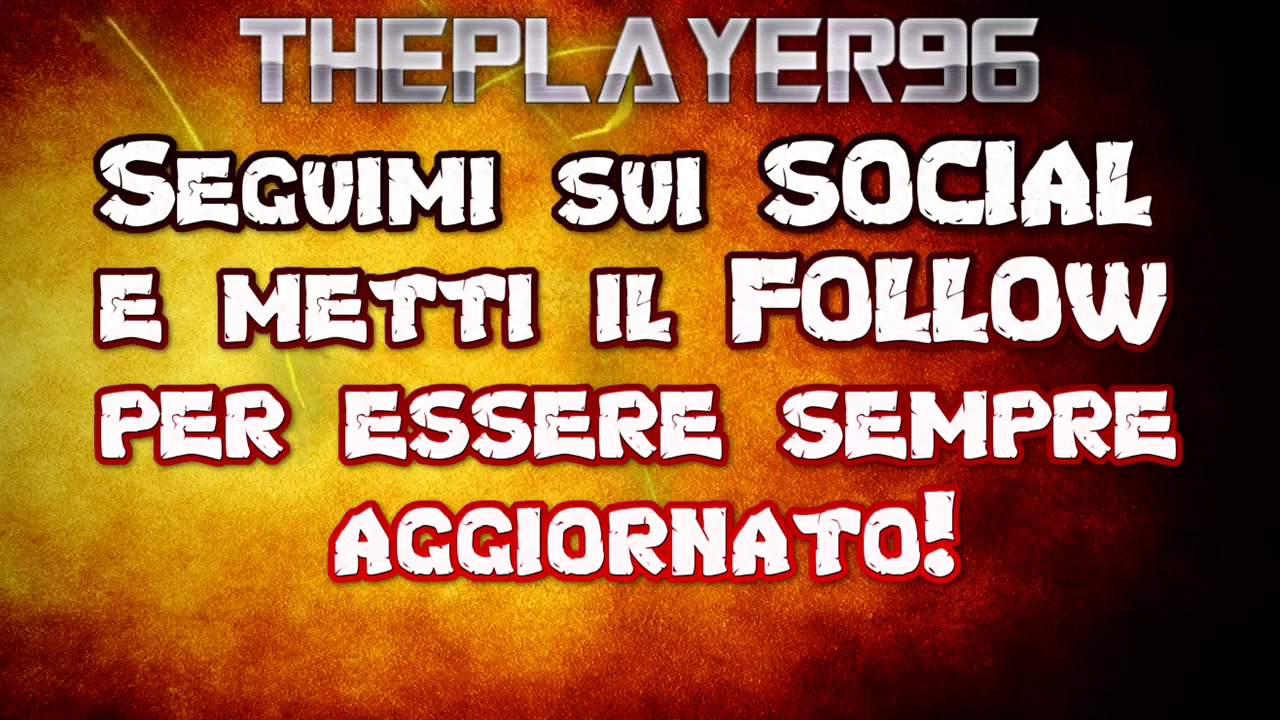 THEPLAYER96
Seguimi sui SOCIAL
e metti il FOLLOW
per essere sempre
aggiornato!